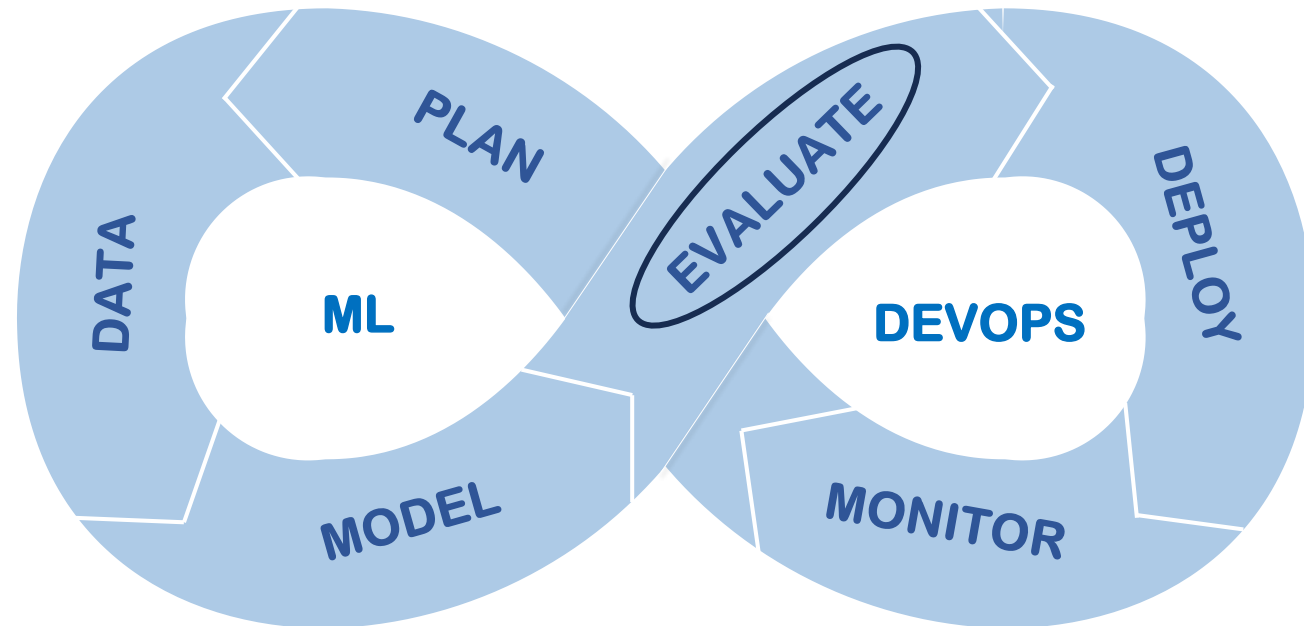 PLAN
DATA
ML
MODEL
EVALUATE
DEVOPS
DEPLOY
MONITOR